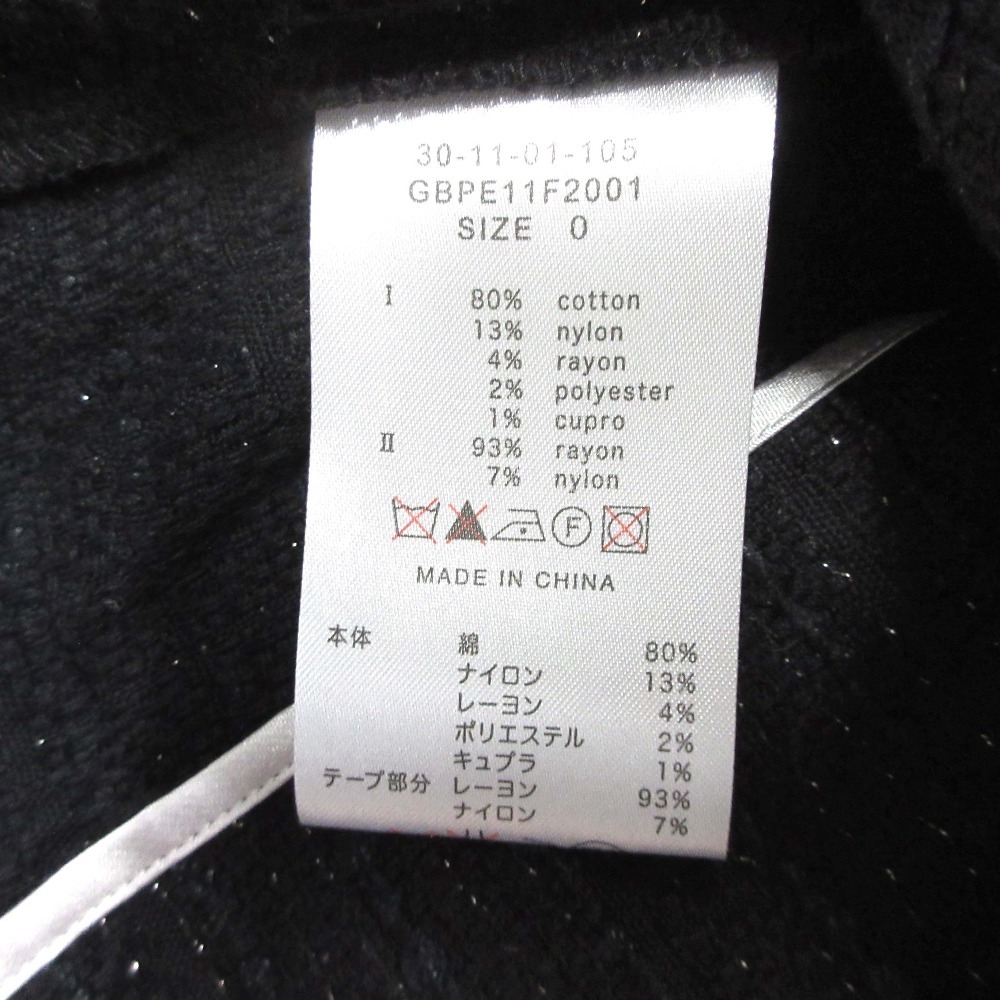 30-11-01-105
GBPE11F2001
SIZE 0
I 80% cotton
13% nylon
4% rayon
2% polyester
1% cupro
II 93% rayon
7% nylon
F
MADE IN CHINA
本体 綿 80%
ナイロン 13%
レーヨン 4%
ポリエステル 2%
キュプラ 1%
テープ部分 レーヨン 93%
ナイロン 7%